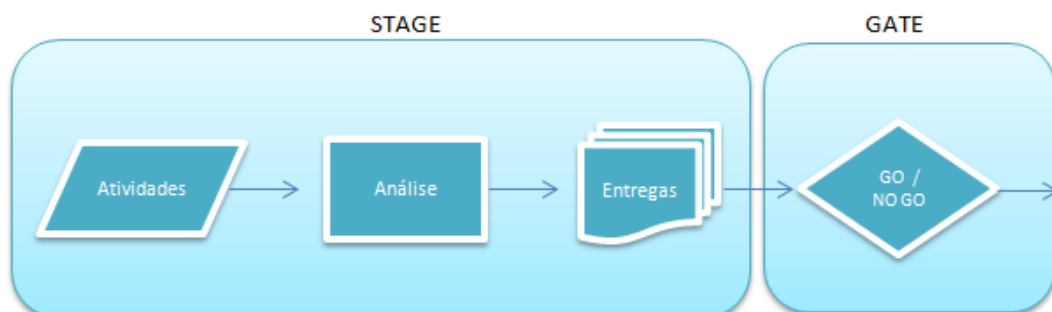 STAGE
GATE
Atividades
Análise
Entregas
GO /
NO GO